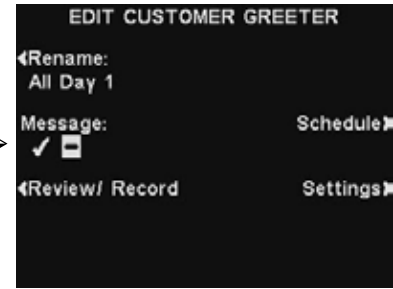 EDIT CUSTOMER GREETER
Rename:
All Day 1
Message: Schedule
Review/ Record Settings